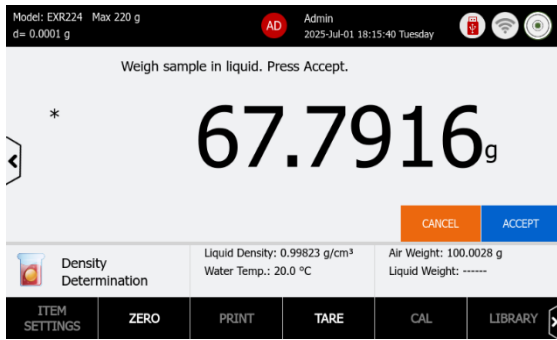 Model: EXR224 Max 220 g
d= 0.0001 g
AD
Admin
2025-Jul-01 18:15:40 Tuesday
Weigh sample in liquid. Press Accept.
*
67.7916 g
CANCEL
ACCEPT
Density
Determination
Liquid Density: 0.99823 g/cm³
Water Temp.: 20.0 °C
Air Weight: 100.0028 g
Liquid Weight: ------
ITEM
SETTINGS
ZERO
PRINT
TARE
CAL
LIBRARY